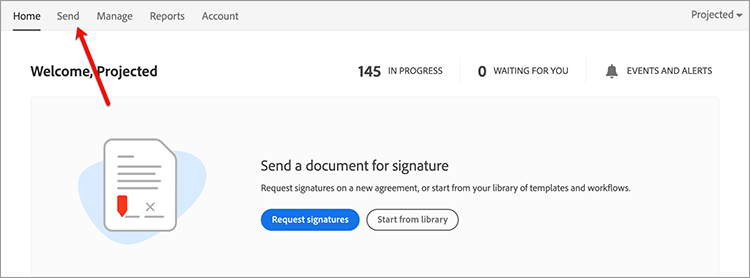 Home Send Manage Reports Account Projected
Welcome, Projected 145 IN PROGRESS 0 WAITING FOR YOU EVENTS AND ALERTS
Send a document for signature
Request signatures on a new agreement, or start from your library of templates and workflows.
Request signatures Start from library